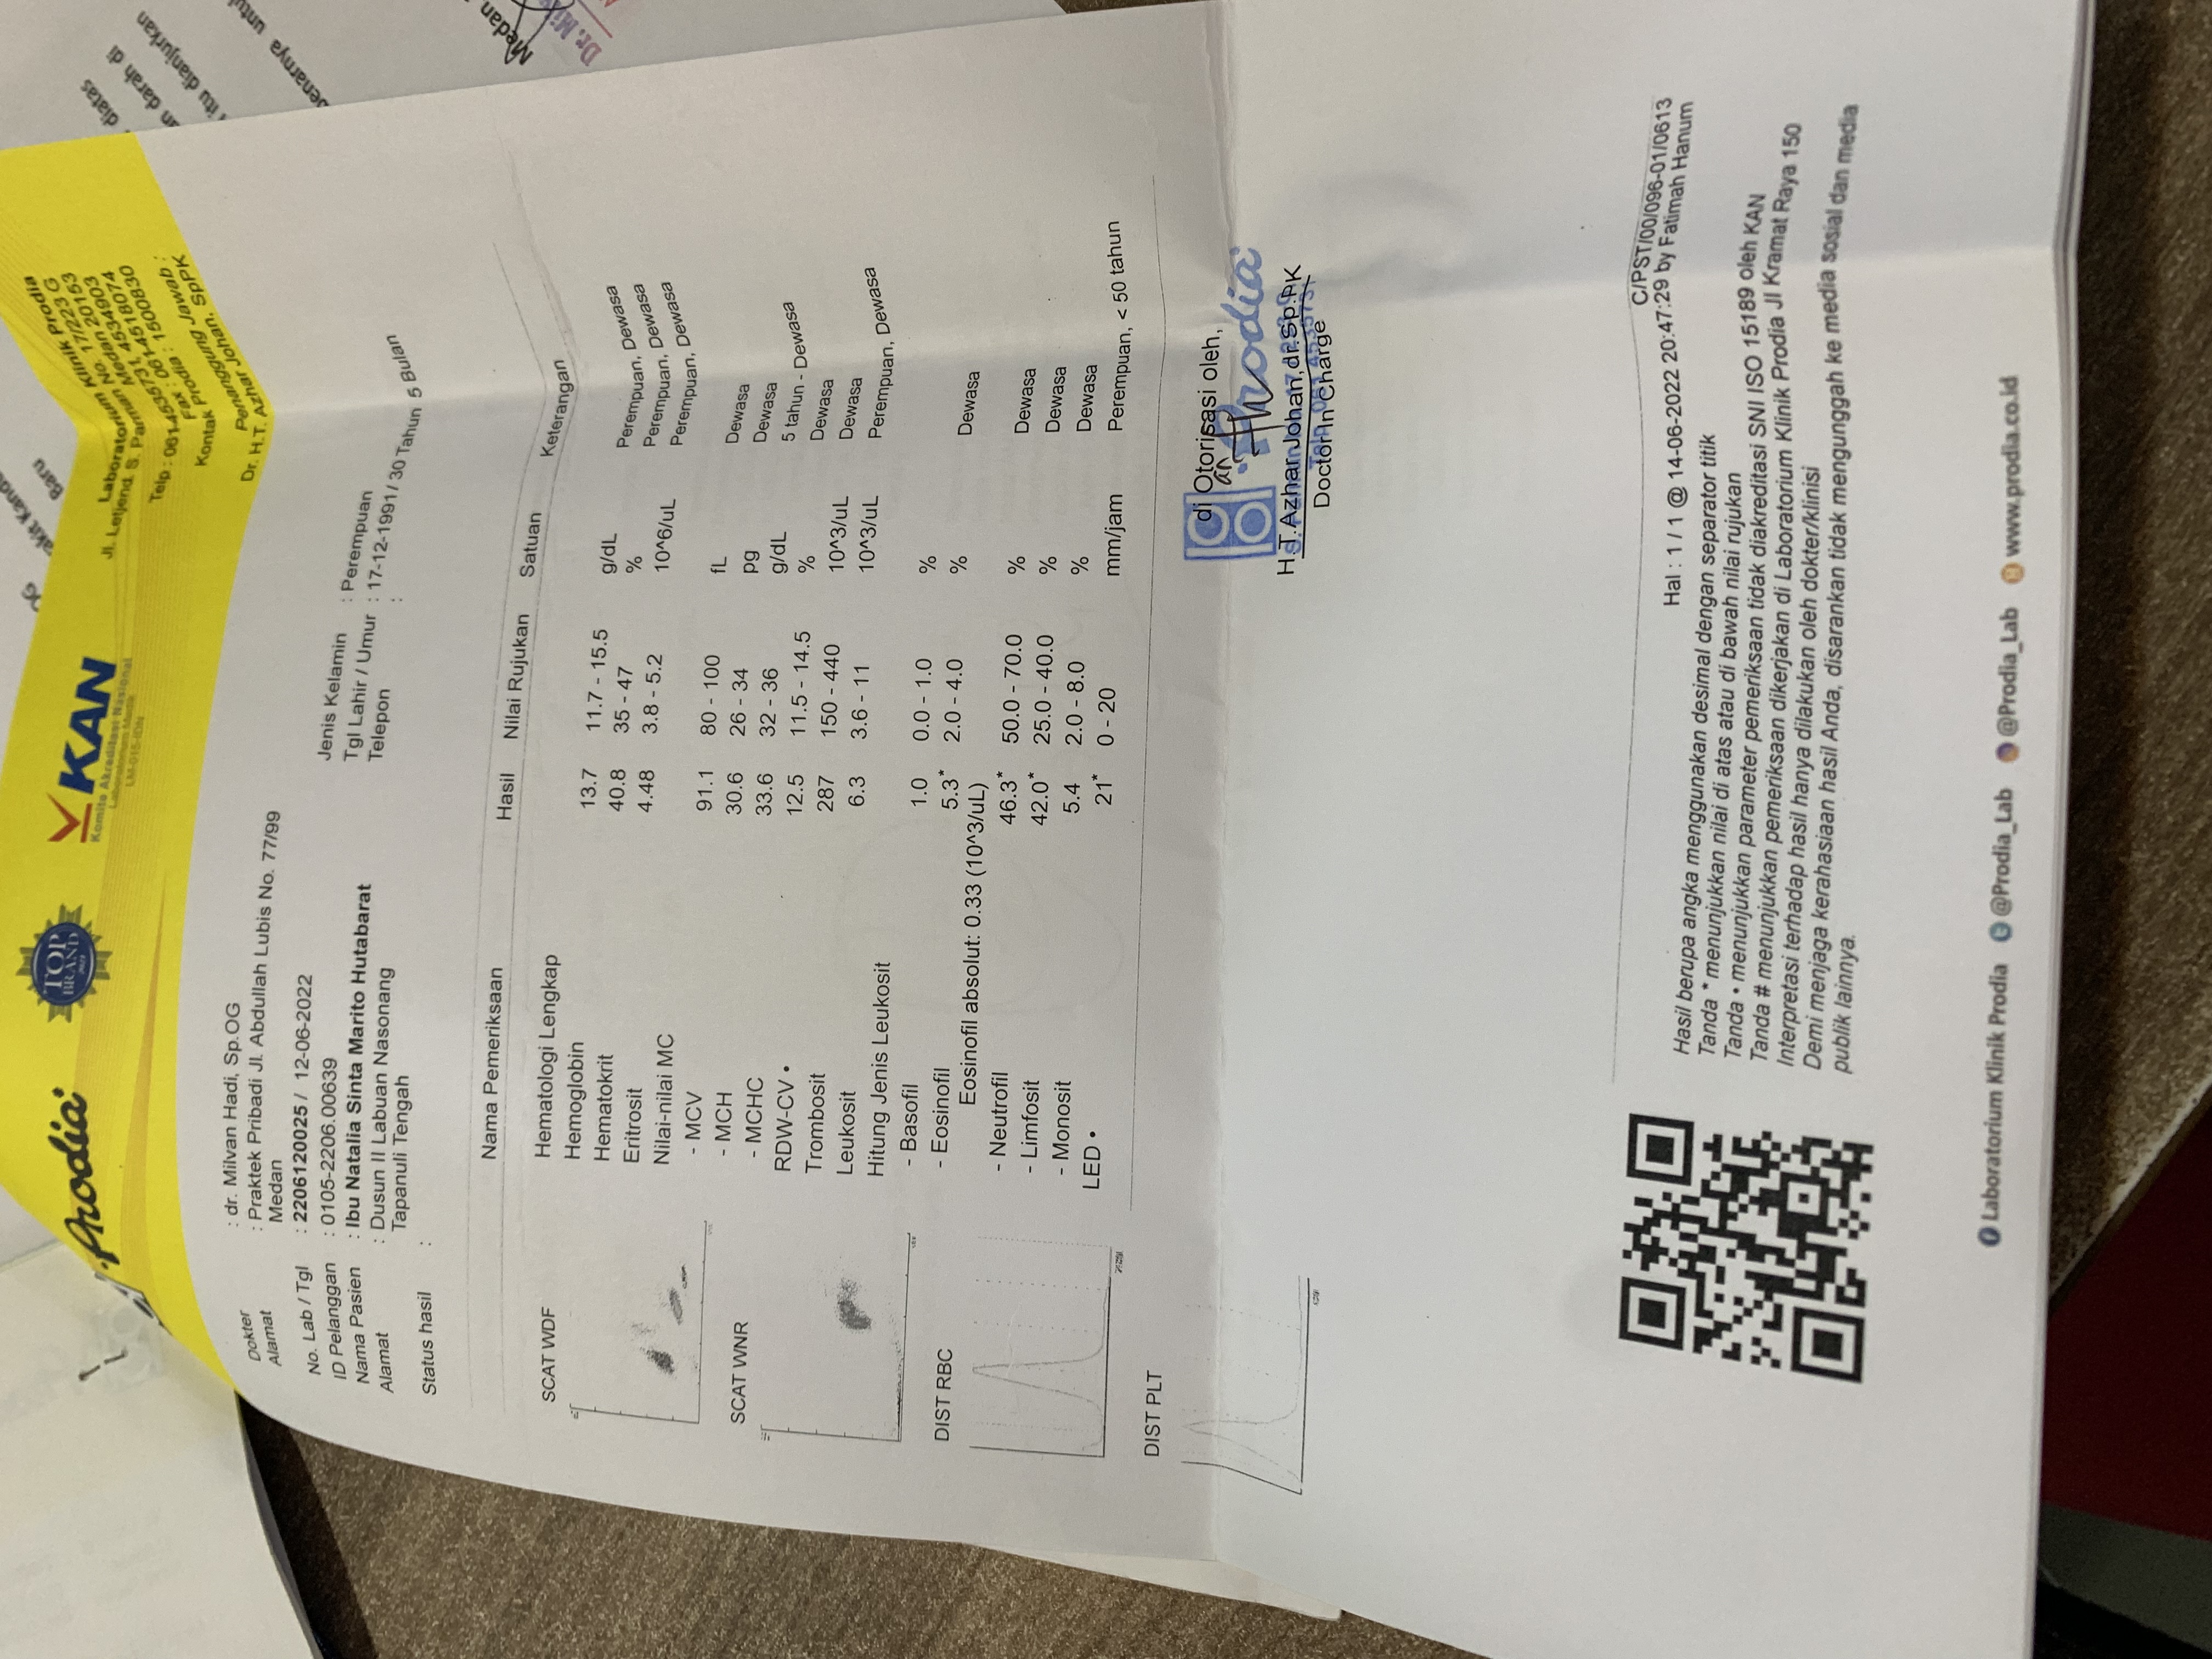 Prodia
TOP
BRAND
KAN
Komite Akreditasi Nasional
Laboratorium Medik
LM-015-IDN
Laboratorium Klinik Prodia
Jl. Letjend. S. Parman No. 17/223 G
Medan 20153
Telp : 061-4535731, 4534903
Fax : 061-4518074
Kontak Prodia : 1500830
Penanggung Jawab :
Dr. H.T. Azhar Johan, SpPK
Baru
diatas
darah di
itu dianjurkan
Medan
Dokter : dr. Milvan Hadi, Sp.OG
Alamat : Praktek Pribadi Jl. Abdullah Lubis No. 77/99
Medan
No. Lab / Tgl : 2206120025 / 12-06-2022
ID Pelanggan : 0105-2206.00639
Nama Pasien : Ibu Natalia Sinta Marito Hutabarat
Alamat : Dusun II Labuan Nasonang
Tapanuli Tengah
Status hasil :
Jenis Kelamin : Perempuan
Tgl Lahir / Umur : 17-12-1991 / 30 Tahun 5 Bulan
Telepon :
Nama Pemeriksaan Hasil Nilai Rujukan Satuan Keterangan
Hematologi Lengkap
Hemoglobin 13.7 11.7 - 15.5 g/dL Perempuan, Dewasa
Hematokrit 40.8 35 - 47 % Perempuan, Dewasa
Eritrosit 4.48 3.8 - 5.2 10^6/uL Perempuan, Dewasa
Nilai-nilai MC
- MCV 91.1 80 - 100 fL Dewasa
- MCH 30.6 26 - 34 pg Dewasa
- MCHC 33.6 32 - 36 g/dL 5 tahun - Dewasa
RDW-CV • 12.5 11.5 - 14.5 % Dewasa
Trombosit 287 150 - 440 10^3/uL Dewasa
Leukosit 6.3 3.6 - 11 10^3/uL Perempuan, Dewasa
Hitung Jenis Leukosit
- Basofil 1.0 0.0 - 1.0 %
- Eosinofil 5.3* 2.0 - 4.0 % Dewasa
Eosinofil absolut: 0.33 (10^3/uL)
- Neutrofil 46.3* 50.0 - 70.0 % Dewasa
- Limfosit 42.0* 25.0 - 40.0 % Dewasa
- Monosit 5.4 2.0 - 8.0 % Dewasa
LED • 21* 0 - 20 mm/jam Perempuan, < 50 tahun
SCAT WDF
SCAT WNR
DIST RBC
DIST PLT
di Otorisasi oleh,
an
Prodia
H.T.Azhar Johan,dr.Sp.PK
Telp. 061 4535731
Doctor In Charge
C/PST/00/096-01/0613
Hal : 1 / 1 @ 14-06-2022 20:47:29 by Fatimah Hanum
Hasil berupa angka menggunakan desimal dengan separator titik
Tanda * menunjukkan nilai di atas atau di bawah nilai rujukan
Tanda • menunjukkan parameter pemeriksaan tidak diakreditasi SNI ISO 15189 oleh KAN
Tanda # menunjukkan pemeriksaan dikerjakan di Laboratorium Klinik Prodia Jl Kramat Raya 150
Interpretasi terhadap hasil hanya dilakukan oleh dokter/klinisi
Demi menjaga kerahasiaan hasil Anda, disarankan tidak mengunggah ke media sosial dan media
publik lainnya.
Laboratorium Klinik Prodia @Prodia_Lab @Prodia_Lab www.prodia.co.id